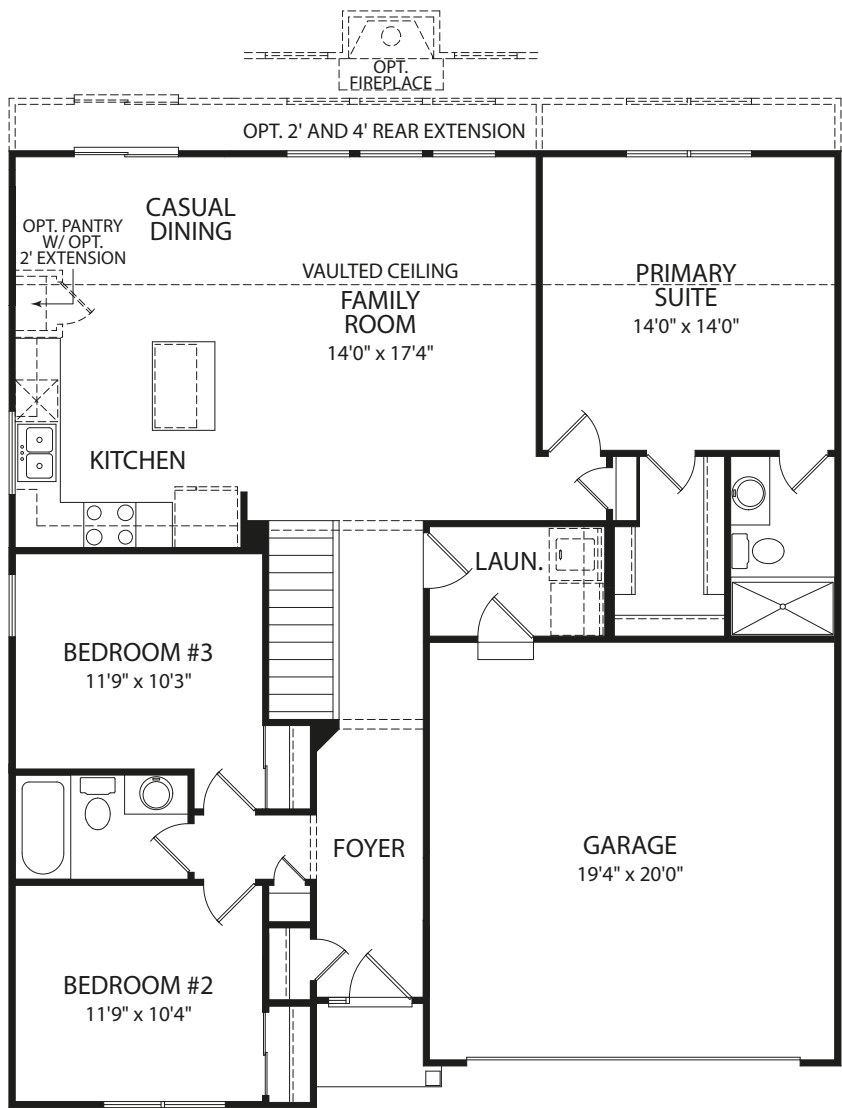 OPT.
FIREPLACE
OPT. 2' AND 4' REAR EXTENSION
CASUAL
DINING
OPT. PANTRY
W/ OPT.
2' EXTENSION
VAULTED CEILING
FAMILY
ROOM
14'0" x 17'4"
PRIMARY
SUITE
14'0" x 14'0"
KITCHEN
LAUN.
BEDROOM #3
11'9" x 10'3"
FOYER
GARAGE
19'4" x 20'0"
BEDROOM #2
11'9" x 10'4"